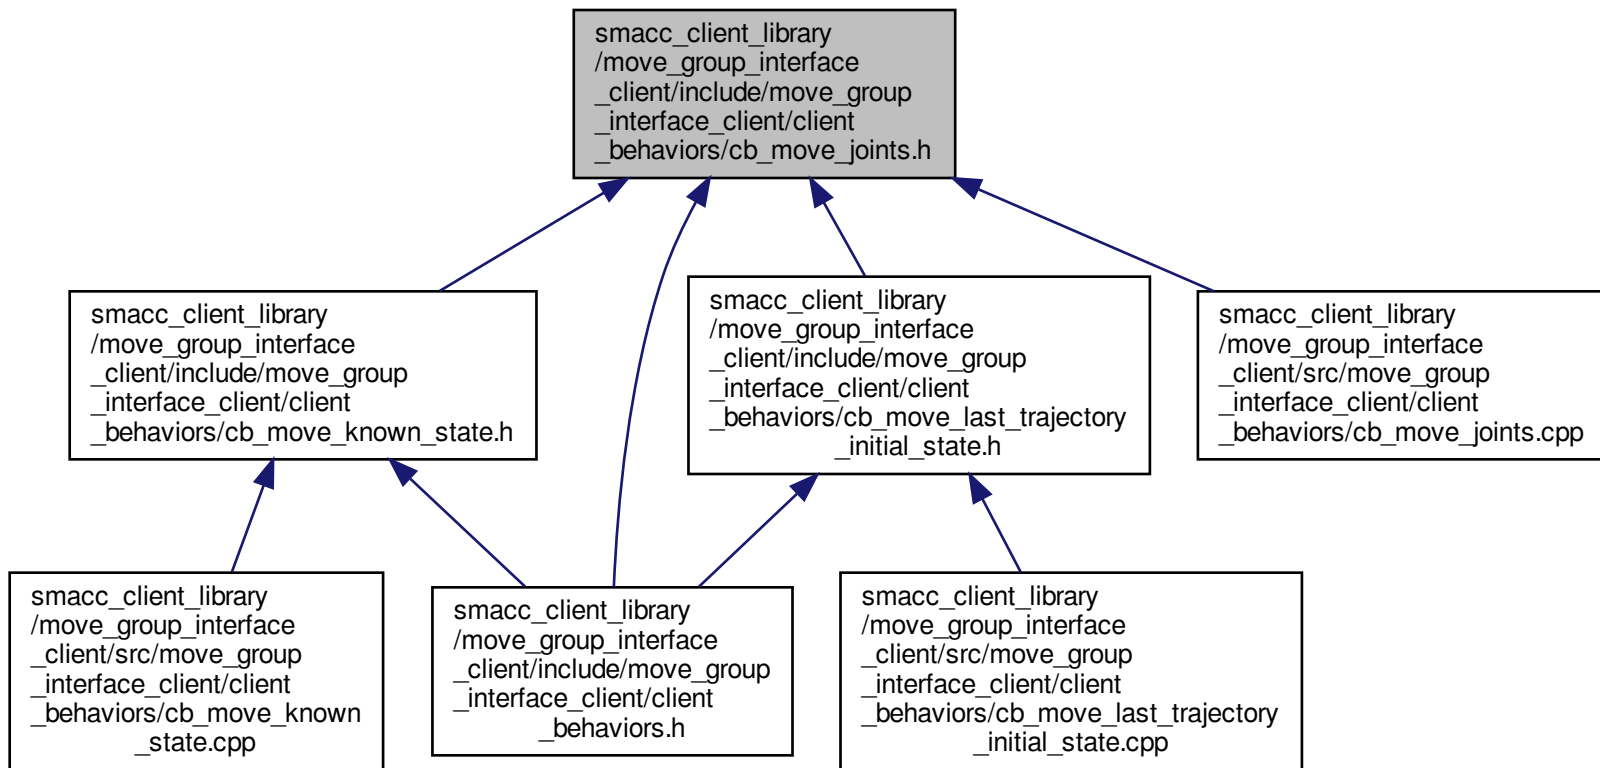 smacc_client_library
/move_group_interface
_client/include/move_group
_interface_client/client
_behaviors/cb_move_joints.h
smacc_client_library
/move_group_interface
_client/include/move_group
_interface_client/client
_behaviors/cb_move_known_state.h
smacc_client_library
/move_group_interface
_client/include/move_group
_interface_client/client
_behaviors/cb_move_last_trajectory
_initial_state.h
smacc_client_library
/move_group_interface
_client/src/move_group
_interface_client/client
_behaviors/cb_move_joints.cpp
smacc_client_library
/move_group_interface
_client/src/move_group
_interface_client/client
_behaviors/cb_move_known
_state.cpp
smacc_client_library
/move_group_interface
_client/include/move_group
_interface_client/client
_behaviors.h
smacc_client_library
/move_group_interface
_client/src/move_group
_interface_client/client
_behaviors/cb_move_last_trajectory
_initial_state.cpp